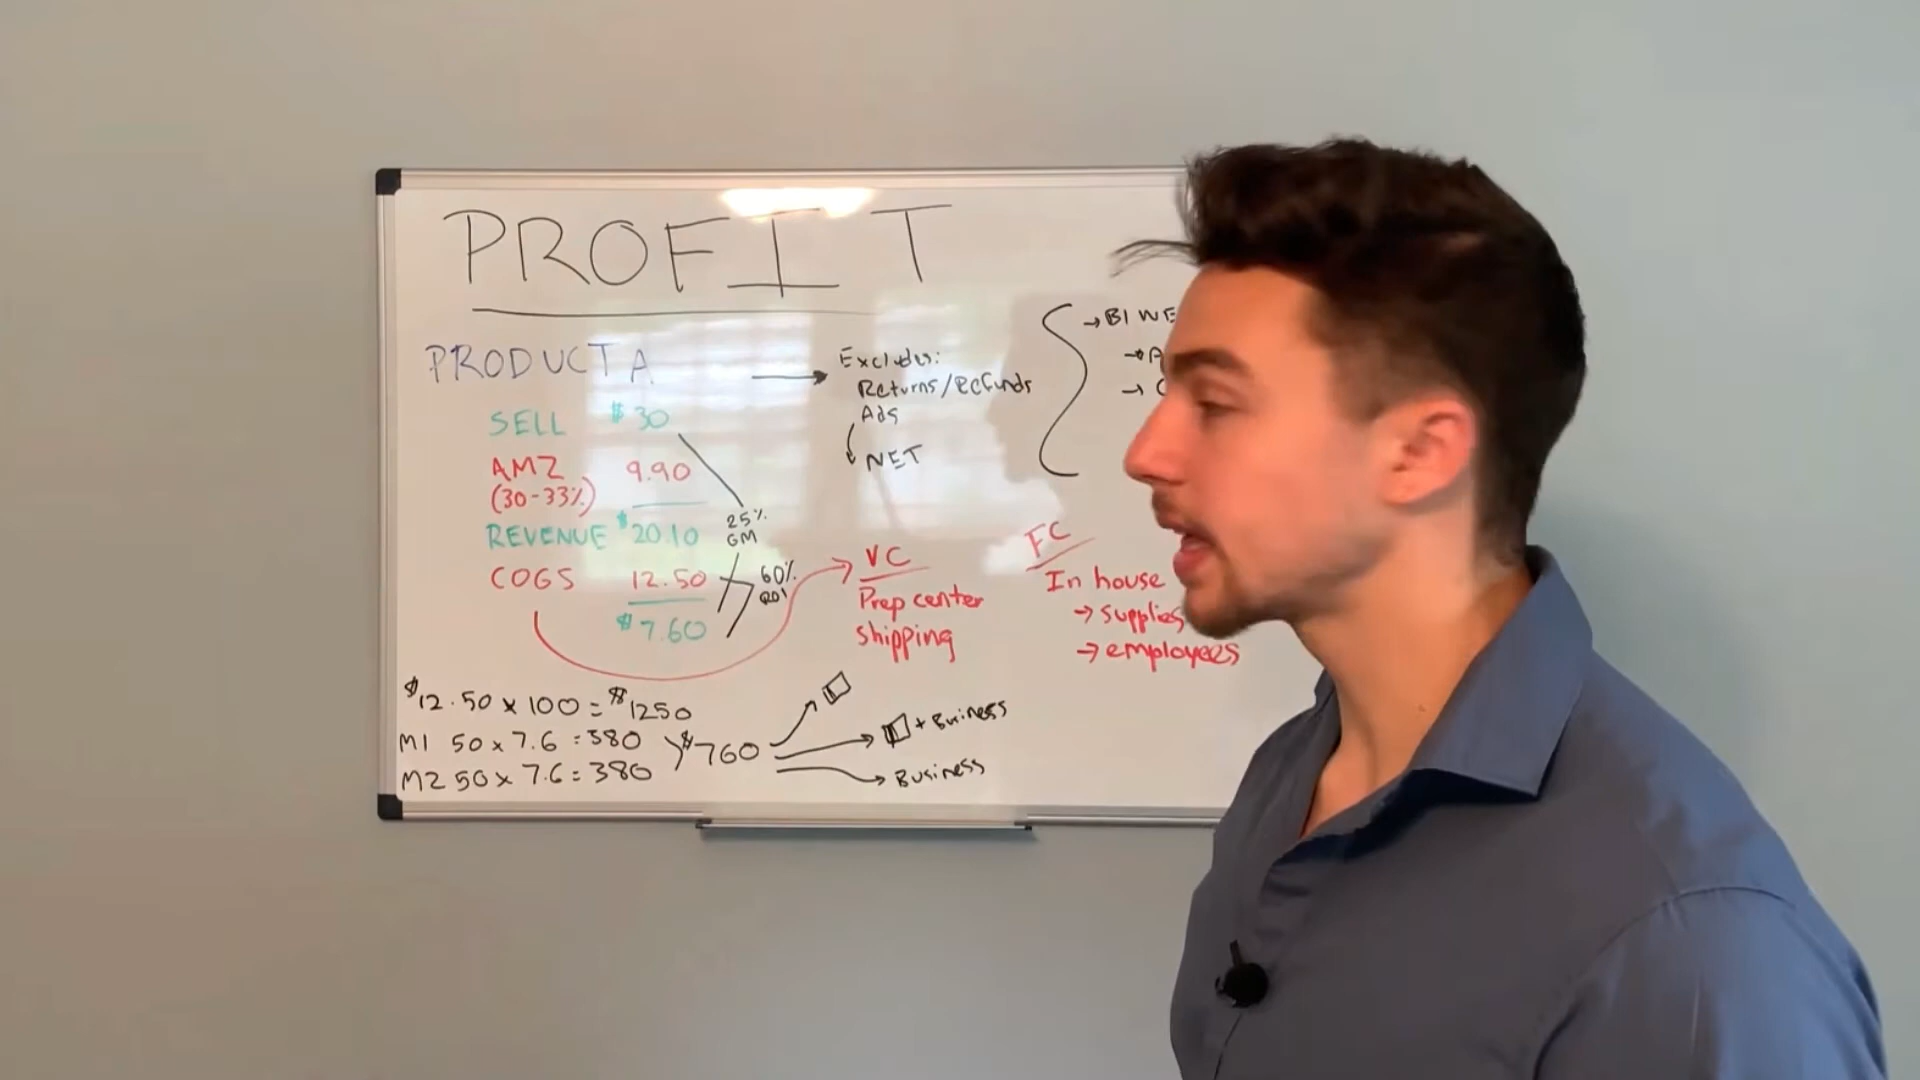 PROFIT
PRODUCT A
SELL $30
AMZ 9.90
(30-33%)
REVENUE $20.10
COGS 12.50
$7.60
25%
GM
60%
ROI
Excludes:
Returns/Refunds
Ads
NET
→ BI WE
→ A
→
VC
Prep center
shipping
FC
In house
→ supplies
→ employees
$12.50 x 100 = $1250
M1 50 x 7.6 = 380
M2 50 x 7.6 = 380
$760
+ Business
Business